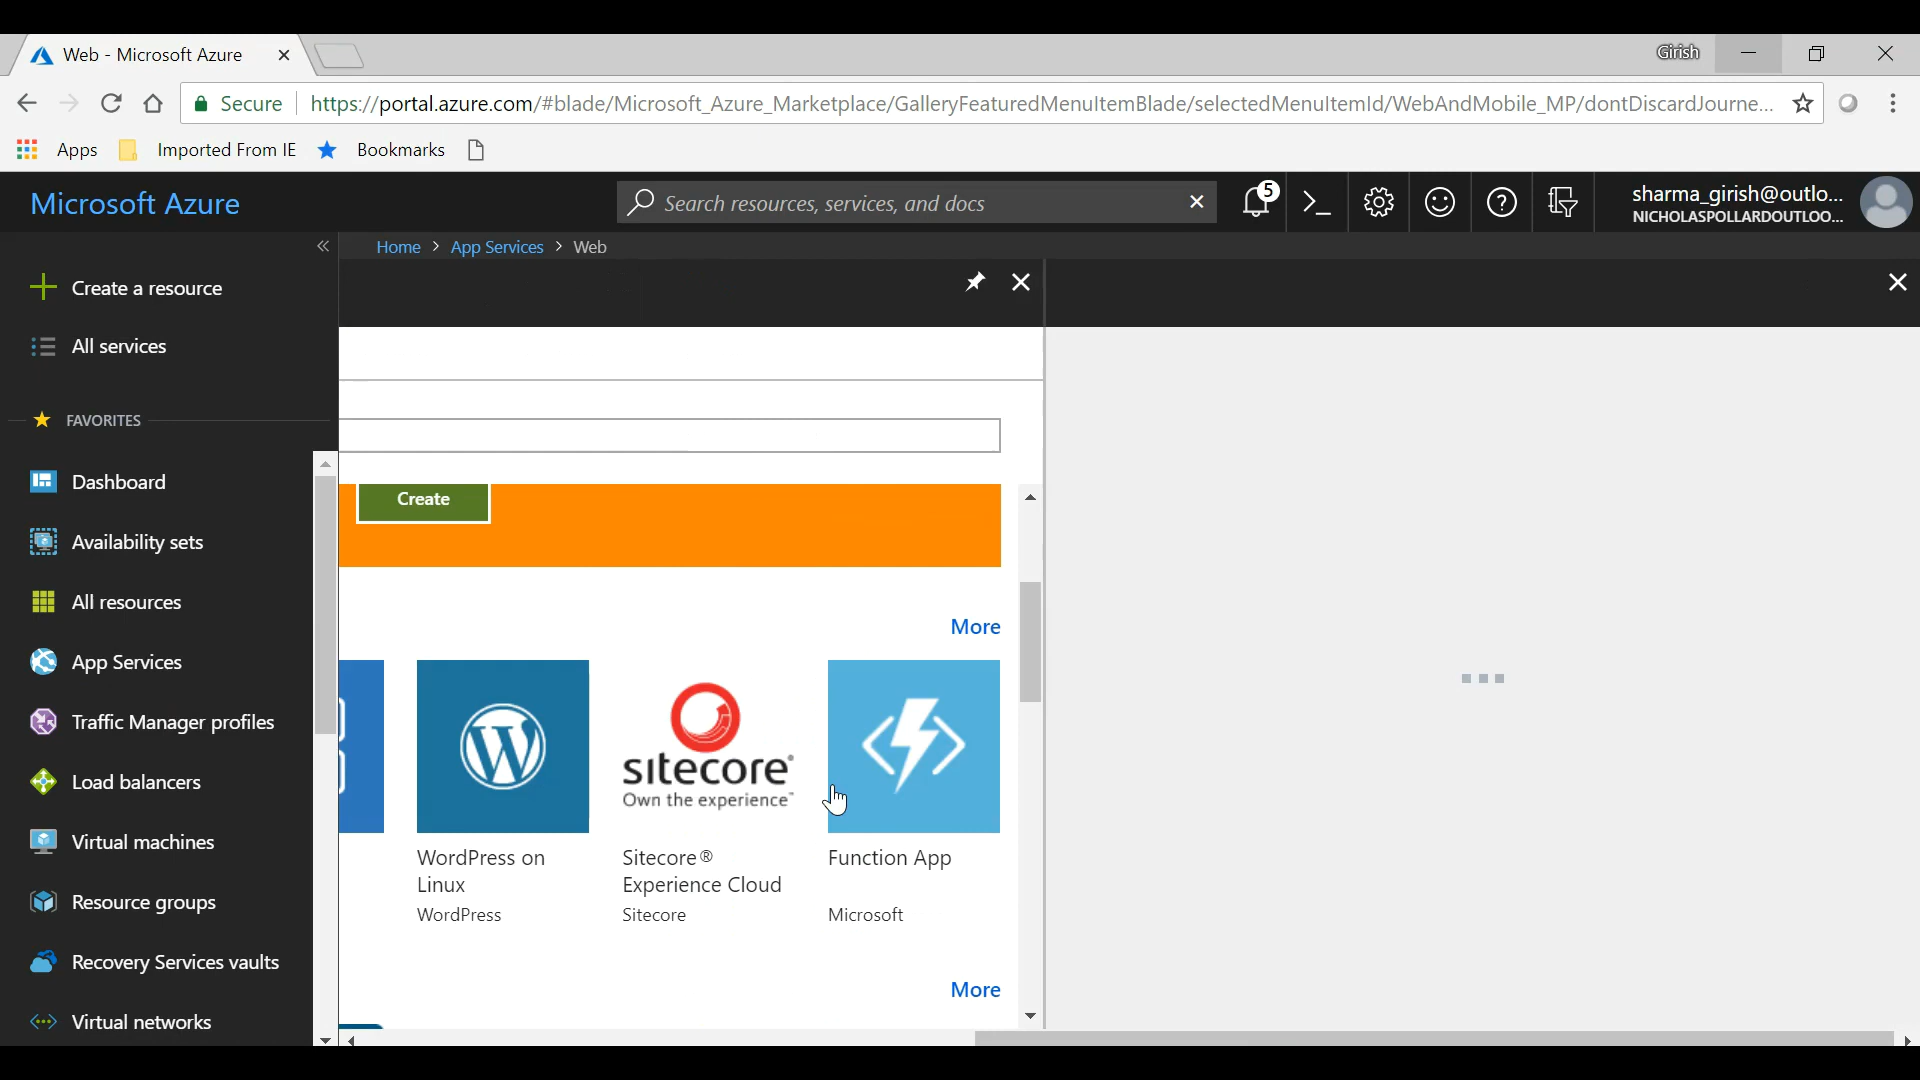 Web - Microsoft Azure
Girish
Secure
https://portal.azure.com/#blade/Microsoft_Azure_Marketplace/GalleryFeaturedMenuItemBlade/selectedMenuItemId/WebAndMobile_MP/dontDiscardJourne...
Apps
Imported From IE
Bookmarks
Microsoft Azure
Search resources, services, and docs
5
sharma_girish@outlo...
NICHOLASPOLLARDOUTLOO...
Home > App Services > Web
Create a resource
All services
FAVORITES
Dashboard
Availability sets
All resources
App Services
Traffic Manager profiles
Load balancers
Virtual machines
Resource groups
Recovery Services vaults
Virtual networks
Create
More
sitecore
Own the experience™
WordPress on
Linux
WordPress
Sitecore®
Experience Cloud
Sitecore
Function App
Microsoft
More